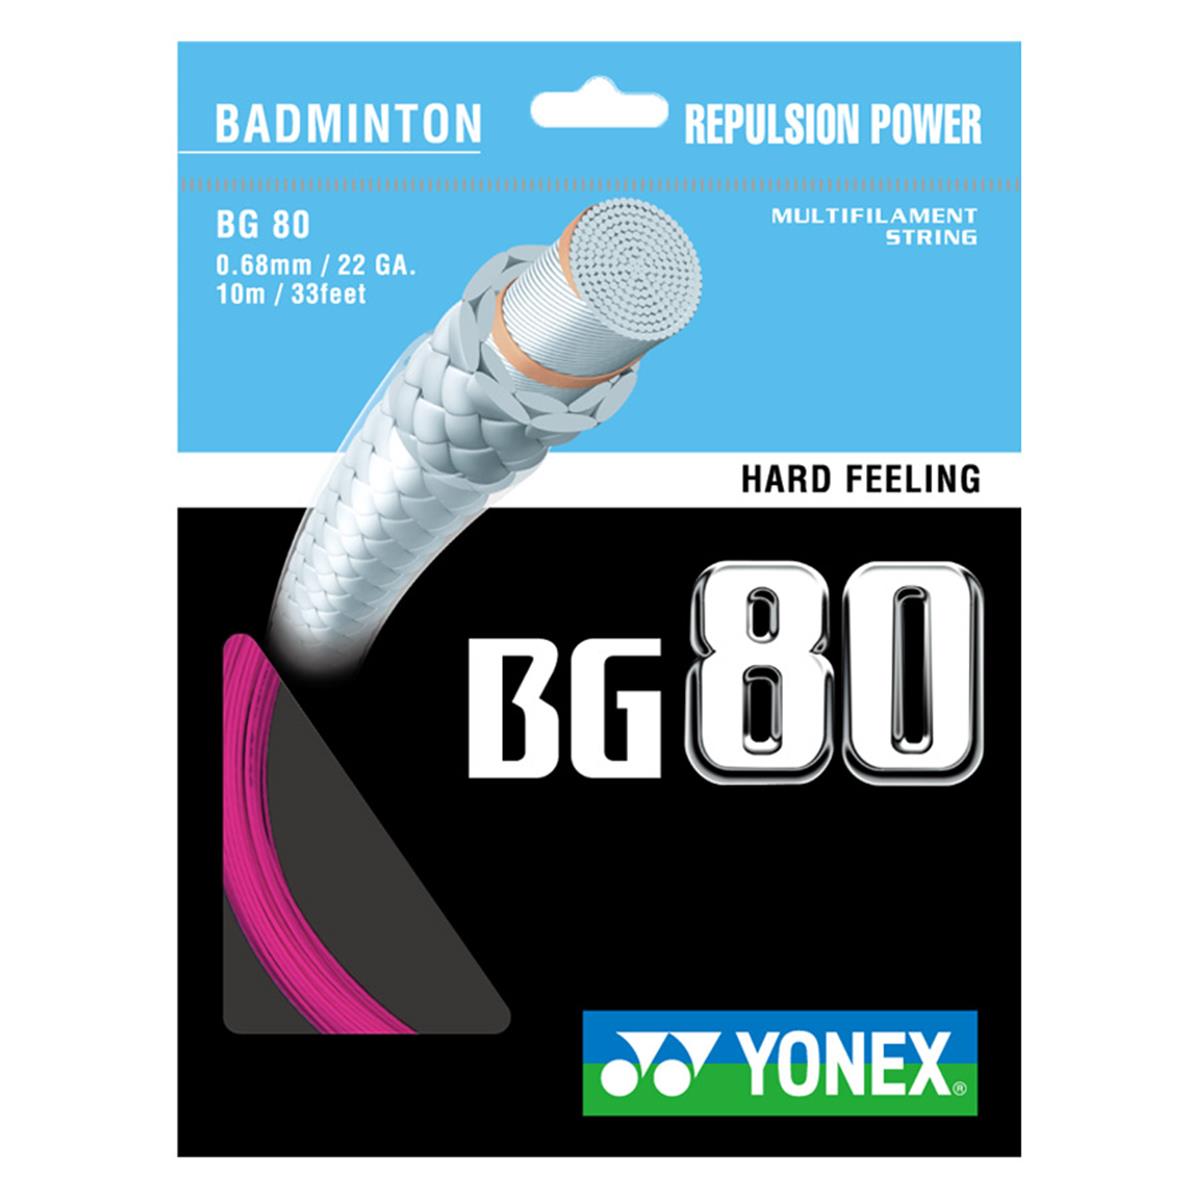 BADMINTON
REPULSION POWER
BG 80
0.68mm / 22 GA.
10m / 33feet
MULTIFILAMENT
STRING
HARD FEELING
BG80
YONEX®